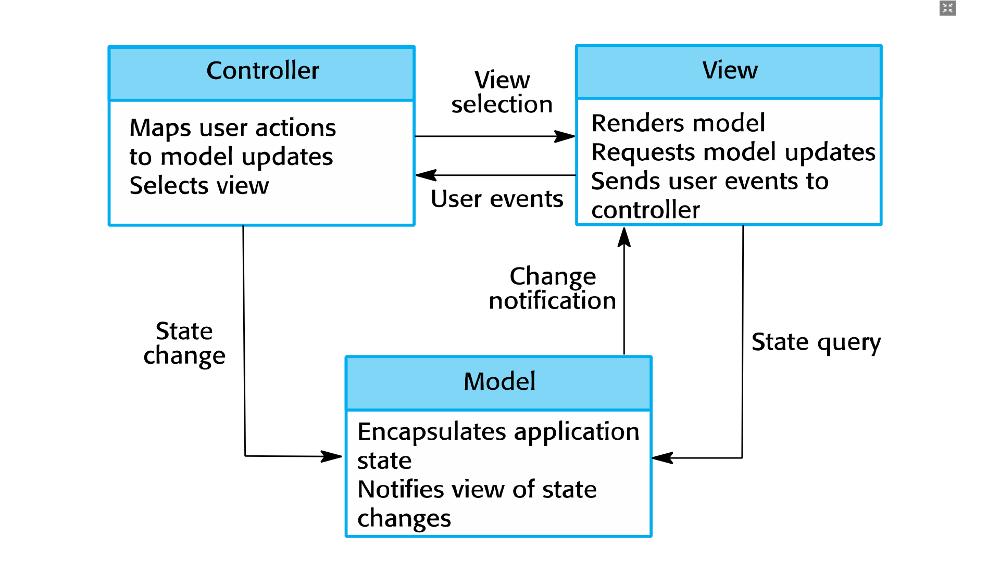 Controller
Maps user actions
to model updates
Selects view
View
selection
User events
View
Renders model
Requests model updates
Sends user events to
controller
State
change
Change
notification
State query
Model
Encapsulates application
state
Notifies view of state
changes